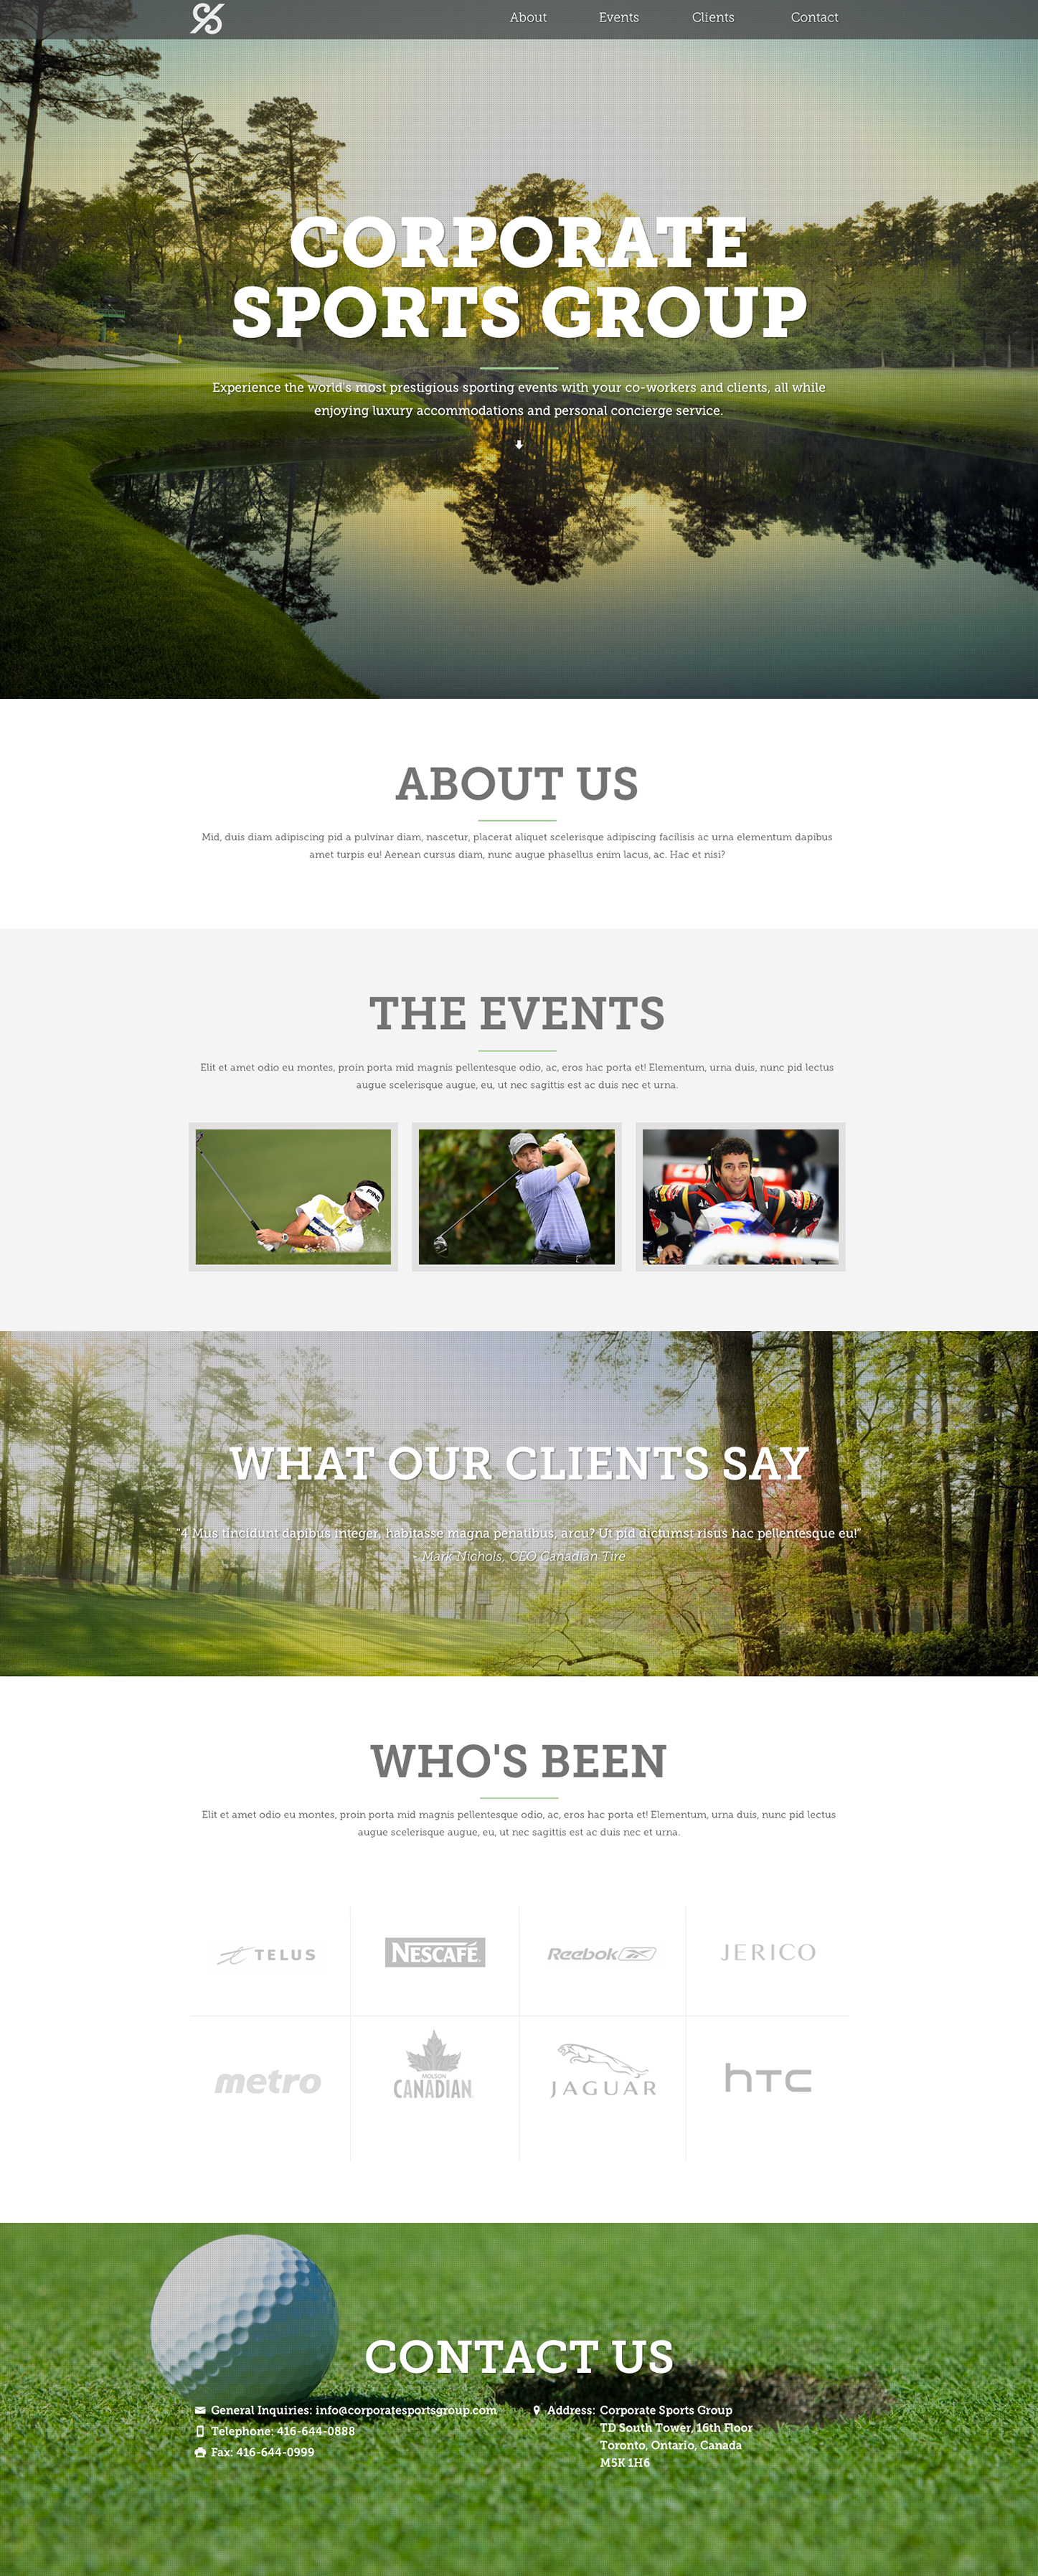 About Events Clients Contact
CORPORATE
SPORTS GROUP
Experience the world's most prestigious sporting events with your co-workers and clients, all while
enjoying luxury accommodations and personal concierge service.
ABOUT US
Mid, duis diam adipiscing pid a pulvinar diam, nascetur, placerat aliquet scelerisque adipiscing facilisis ac urna elementum dapibus
amet turpis eu! Aenean cursus diam, nunc augue phasellus enim lacus, ac. Hac et nisi?
THE EVENTS
Elit et amet odio eu montes, proin porta mid magnis pellentesque odio, ac, eros hac porta et! Elementum, urna duis, nunc pid lectus
augue scelerisque augue, eu, ut nec sagittis est ac duis nec et urna.
PING
WHAT OUR CLIENTS SAY
"4 Mus tincidunt dapibus integer, habitasse magna penatibus, arcu? Ut pid dictumst risus hac pellentesque eu!"
- Mark Nichols, CEO Canadian Tire
WHO'S BEEN
Elit et amet odio eu montes, proin porta mid magnis pellentesque odio, ac, eros hac porta et! Elementum, urna duis, nunc pid lectus
augue scelerisque augue, eu, ut nec sagittis est ac duis nec et urna.
TELUS NESCAFÉ Reebok JERICO
metro MOLSON CANADIAN JAGUAR hTC
CONTACT US
General Inquiries: info@corporatesportsgroup.com
Telephone: 416-644-0888
Fax: 416-644-0999
Address: Corporate Sports Group
TD South Tower, 16th Floor
Toronto, Ontario, Canada
M5K 1H6